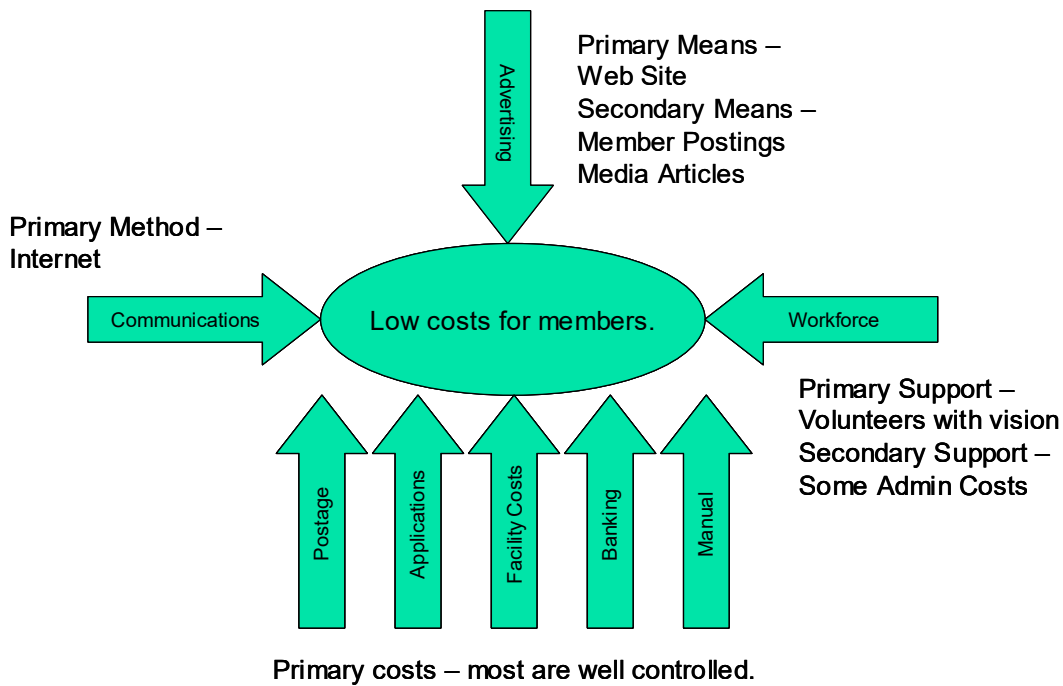 Advertising
Primary Means –
Web Site
Secondary Means –
Member Postings
Media Articles
Primary Method –
Internet
Communications
Low costs for members.
Workforce
Primary Support –
Volunteers with vision
Secondary Support –
Some Admin Costs
Postage
Applications
Facility Costs
Banking
Manual
Primary costs – most are well controlled.